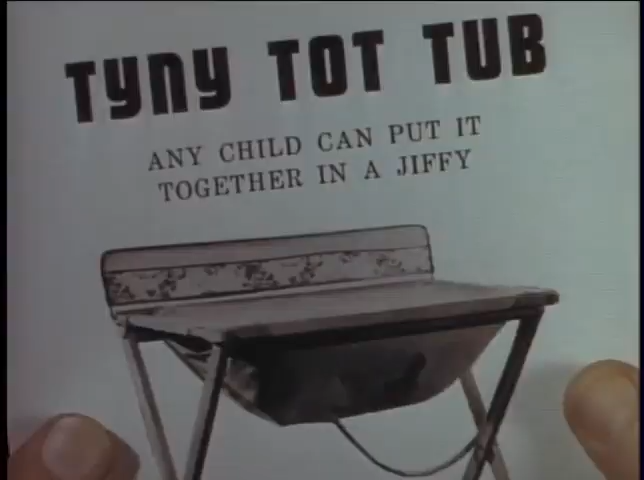 TYNY TOT TUB
ANY CHILD CAN PUT IT
TOGETHER IN A JIFFY